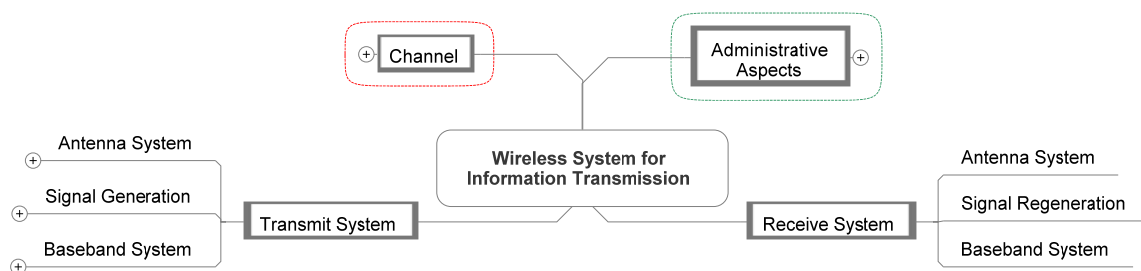 Channel
Administrative
Aspects
Wireless System for
Information Transmission
Antenna System
Signal Generation
Baseband System
Transmit System
Receive System
Antenna System
Signal Regeneration
Baseband System